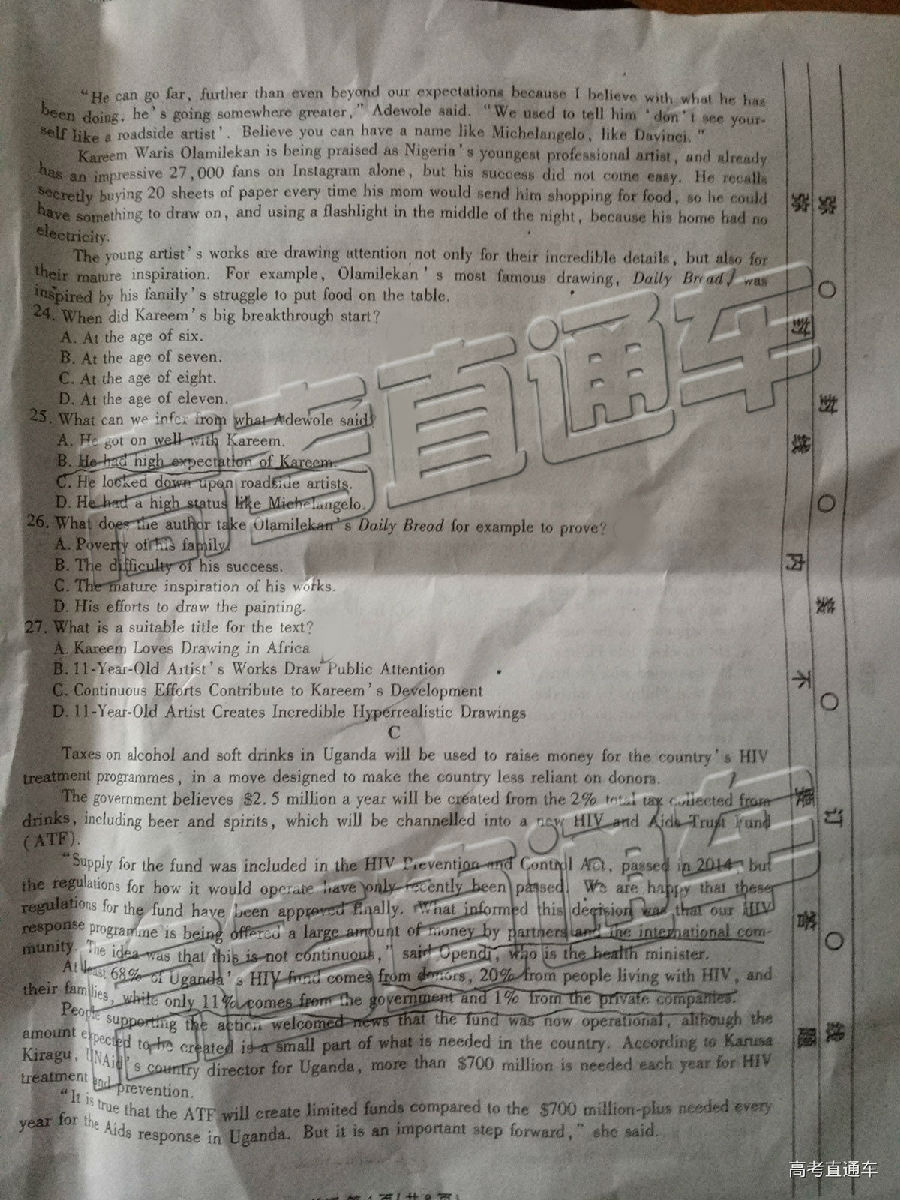 "He can go far, further than even beyond our expectations because I believe with what he has
been doing, he's going somewhere greater," Adewole said. "We used to tell him 'don't see your-
self like a roadside artist'. Believe you can have a name like Michelangelo, like Davinci."
Kareem Waris Olamilekan is being praised as Nigeria's youngest professional artist, and already
has an impressive 27,000 fans on Instagram alone, but his success did not come easy. He recalls
secretly buying 20 sheets of paper every time his mom would send him shopping for food, so he could
have something to draw on, and using a flashlight in the middle of the night, because his home had no
electricity.
The young artist's works are drawing attention not only for their incredible details, but also for
their mature inspiration. For example, Olamilekan's most famous drawing, Daily Bread, was
inspired by his family's struggle to put food on the table.
24. When did Kareem's big breakthrough start?
A. At the age of six.
B. At the age of seven.
C. At the age of eight.
D. At the age of eleven.
25. What can we infer from what Adewole said?
A. He got on well with Kareem.
B. He had high expectation of Kareem.
C. He looked down upon roadside artists.
D. He had a high status like Michelangelo.
26. What does the author take Olamilekan's Daily Bread for example to prove?
A. Poverty of his family.
B. The difficulty of his success.
C. The mature inspiration of his works.
D. His efforts to draw the painting.
27. What is a suitable title for the text?
A. Kareem Loves Drawing in Africa
B. 11-Year-Old Artist's Works Draw Public Attention
C. Continuous Efforts Contribute to Kareem's Development
D. 11-Year-Old Artist Creates Incredible Hyperrealistic Drawings
C
Taxes on alcohol and soft drinks in Uganda will be used to raise money for the country's HIV
treatment programmes, in a move designed to make the country less reliant on donors.
The government believes $2.5 million a year will be created from the 2% total tax collected from
drinks, including beer and spirits, which will be channelled into a new HIV and Aids Trust Fund
(ATF).
"Supply for the fund was included in the HIV Prevention and Control Act, passed in 2014, but
the regulations for how it would operate have only recently been passed. We are happy that these
regulations for the fund have been approved finally. What informed this decision was that our HIV
response programme is being offered a large amount of money by partners and the international com-
munity. The idea was that this is not continuous," said Opendi, who is the health minister.
At least 68% of Uganda's HIV fund comes from donors, 20% from people living with HIV, and
their families, while only 11% comes from the government and 1% from the private companies.
People supporting the action welcomed news that the fund was now operational, although the
amount expected to be created is a small part of what is needed in the country. According to Karusa
Kiragu, UNAid's country director for Uganda, more than $700 million is needed each year for HIV
treatment and prevention.
"It is true that the ATF will create limited funds compared to the $700 million-plus needed every
year for the Aids response in Uganda. But it is an important step forward," she said.
弥 封 线 内 不 要 答 题
弥 封 装 订 线
高考直通车
高考直通车
高考直通车